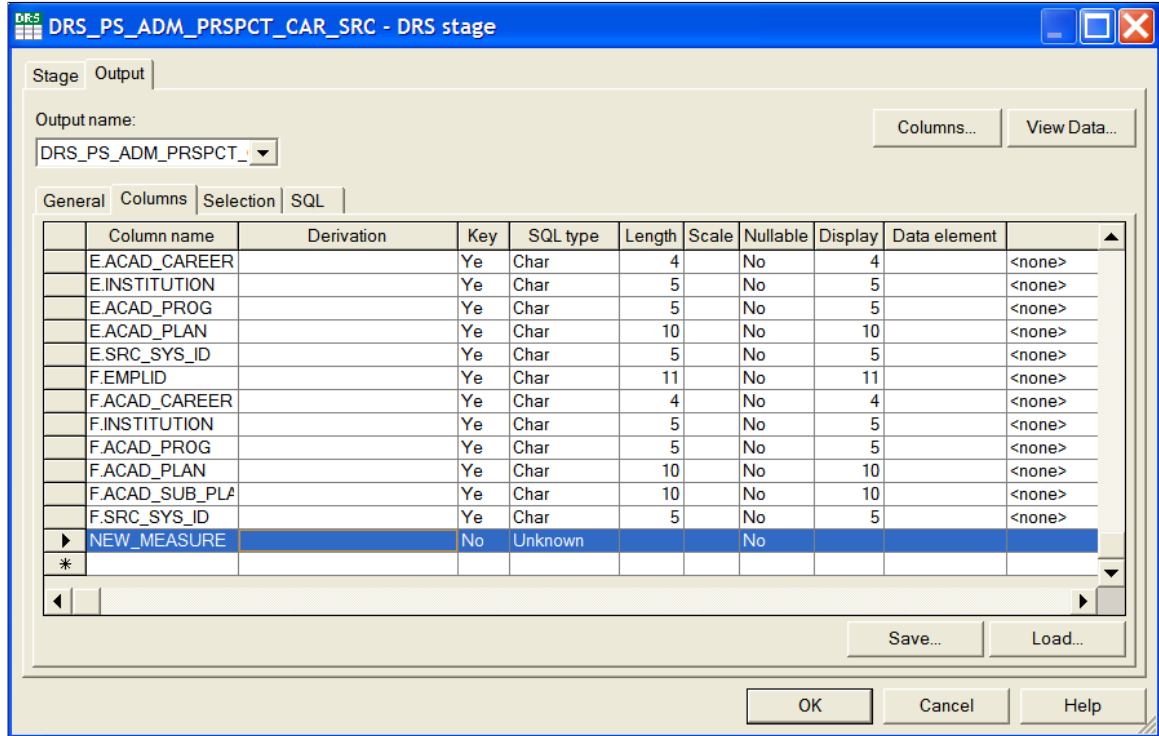 DRS DRS_PS_ADM_PRSPCT_CAR_SRC - DRS stage
Stage Output
Output name:
Columns... View Data...
DRS_PS_ADM_PRSPCT_
General Columns Selection SQL
Column name Derivation Key SQL type Length Scale Nullable Display Data element
E.ACAD_CAREER Ye Char 4 No 4 <none>
E.INSTITUTION Ye Char 5 No 5 <none>
E.ACAD_PROG Ye Char 5 No 5 <none>
E.ACAD_PLAN Ye Char 10 No 10 <none>
E.SRC_SYS_ID Ye Char 5 No 5 <none>
F.EMPLID Ye Char 11 No 11 <none>
F.ACAD_CAREER Ye Char 4 No 4 <none>
F.INSTITUTION Ye Char 5 No 5 <none>
F.ACAD_PROG Ye Char 5 No 5 <none>
F.ACAD_PLAN Ye Char 10 No 10 <none>
F.ACAD_SUB_PLA Ye Char 10 No 10 <none>
F.SRC_SYS_ID Ye Char 5 No 5 <none>
NEW_MEASURE No Unknown No
Save... Load...
OK Cancel Help